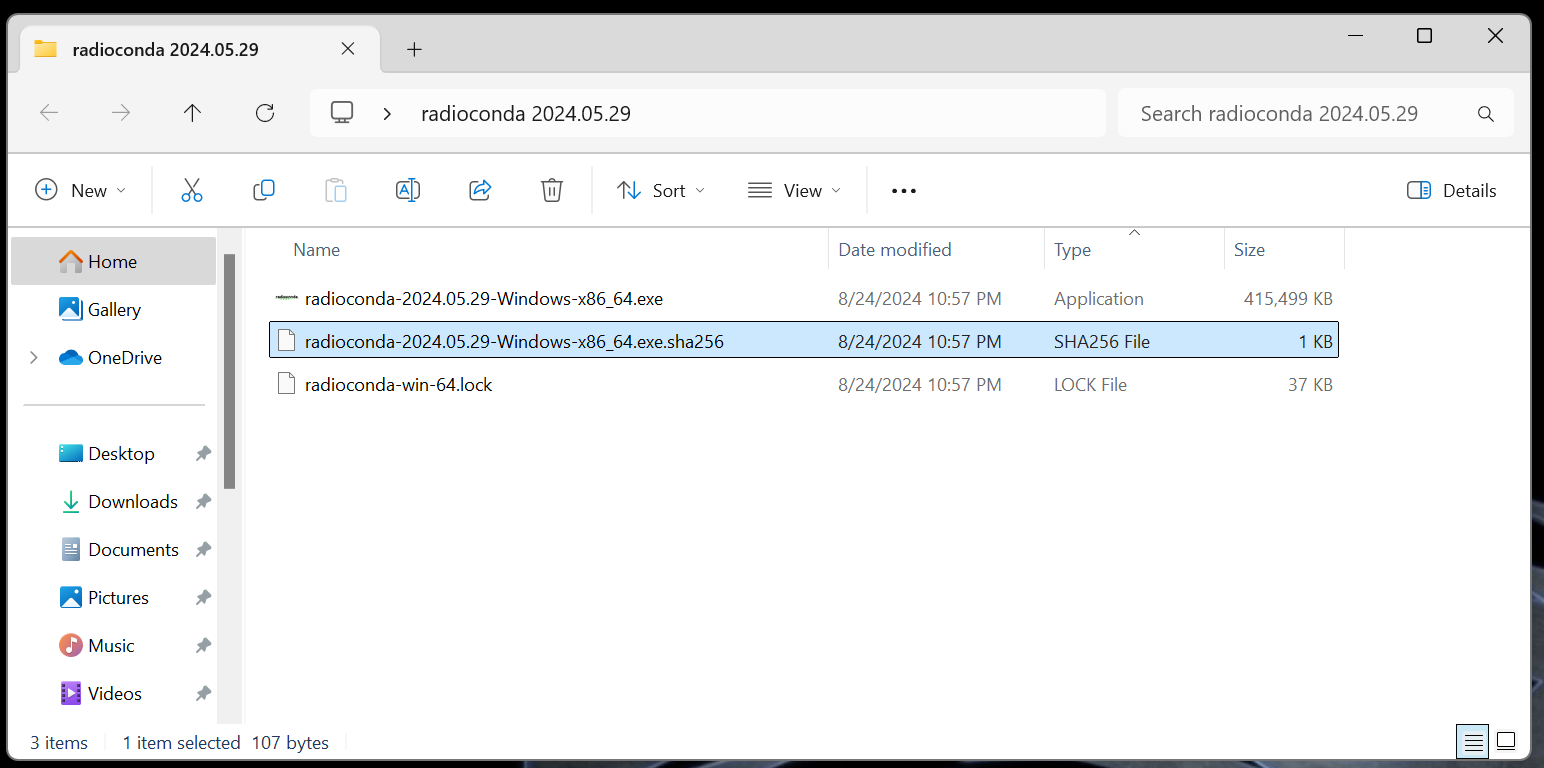 radioconda 2024.05.29
radioconda 2024.05.29
Search radioconda 2024.05.29
New
Sort
View
Details
Home
Gallery
OneDrive
Desktop
Downloads
Documents
Pictures
Music
Videos
Name Date modified Type Size
radioconda-2024.05.29-Windows-x86_64.exe 8/24/2024 10:57 PM Application 415,499 KB
radioconda-2024.05.29-Windows-x86_64.exe.sha256 8/24/2024 10:57 PM SHA256 File 1 KB
radioconda-win-64.lock 8/24/2024 10:57 PM LOCK File 37 KB
3 items 1 item selected 107 bytes